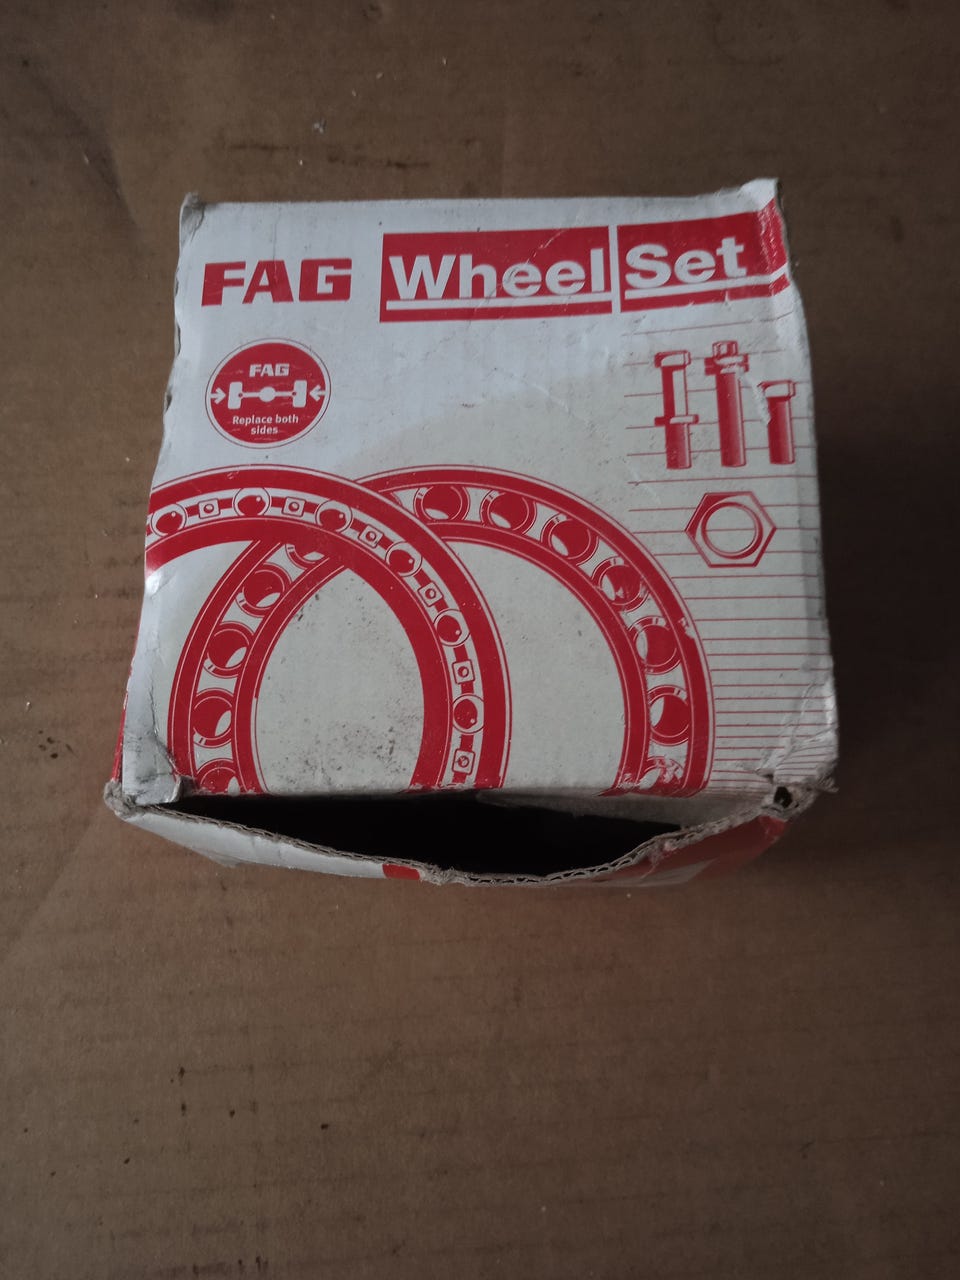 FAG Wheel Set
FAG
Replace both
sides